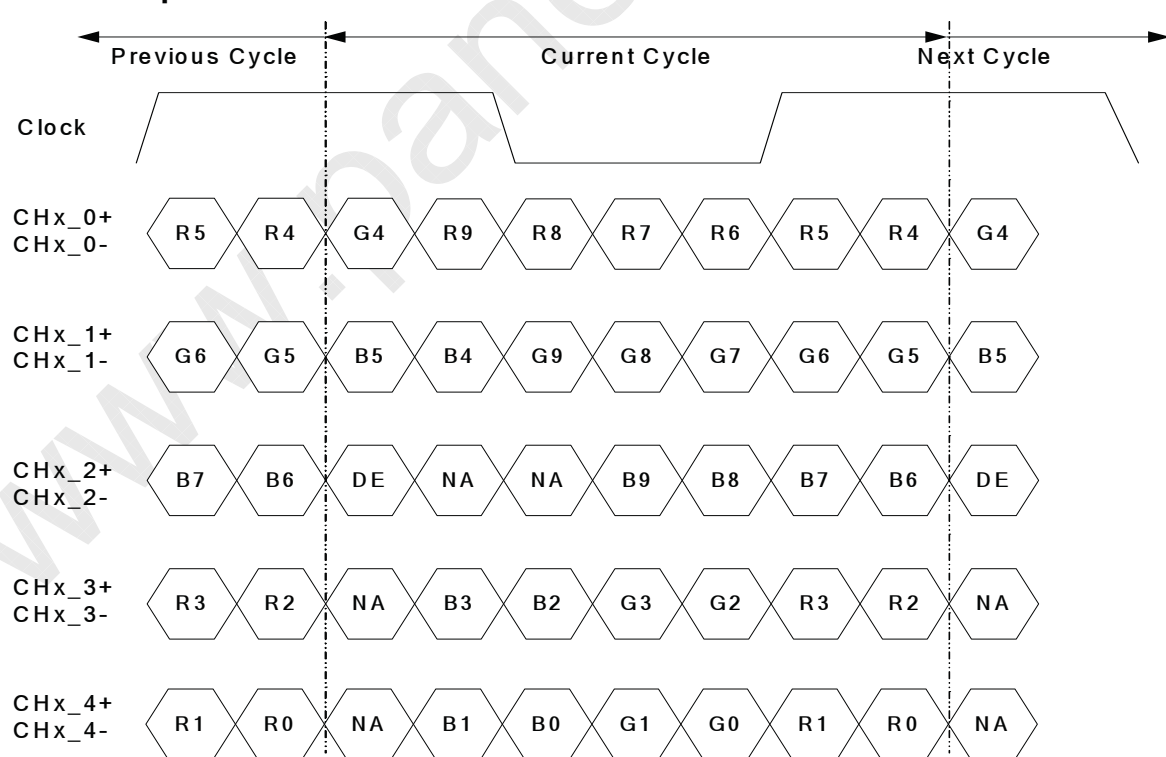 Previous Cycle Current Cycle Next Cycle
Clock
CHx_0+
CHx_0-
R5 R4 G4 R9 R8 R7 R6 R5 R4 G4
CHx_1+
CHx_1-
G6 G5 B5 B4 G9 G8 G7 G6 G5 B5
CHx_2+
CHx_2-
B7 B6 DE NA NA B9 B8 B7 B6 DE
CHx_3+
CHx_3-
R3 R2 NA B3 B2 G3 G2 R3 R2 NA
CHx_4+
CHx_4-
R1 R0 NA B1 B0 G1 G0 R1 R0 NA
www.pan